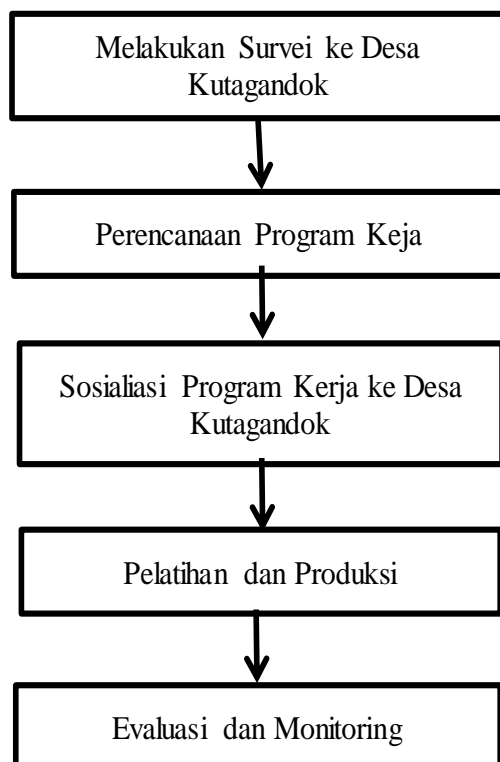 Melakukan Survei ke Desa
Kutagandok
Perencanaan Program Keja
Sosialiasi Program Kerja ke Desa
Kutagandok
Pelatihan dan Produksi
Evaluasi dan Monitoring